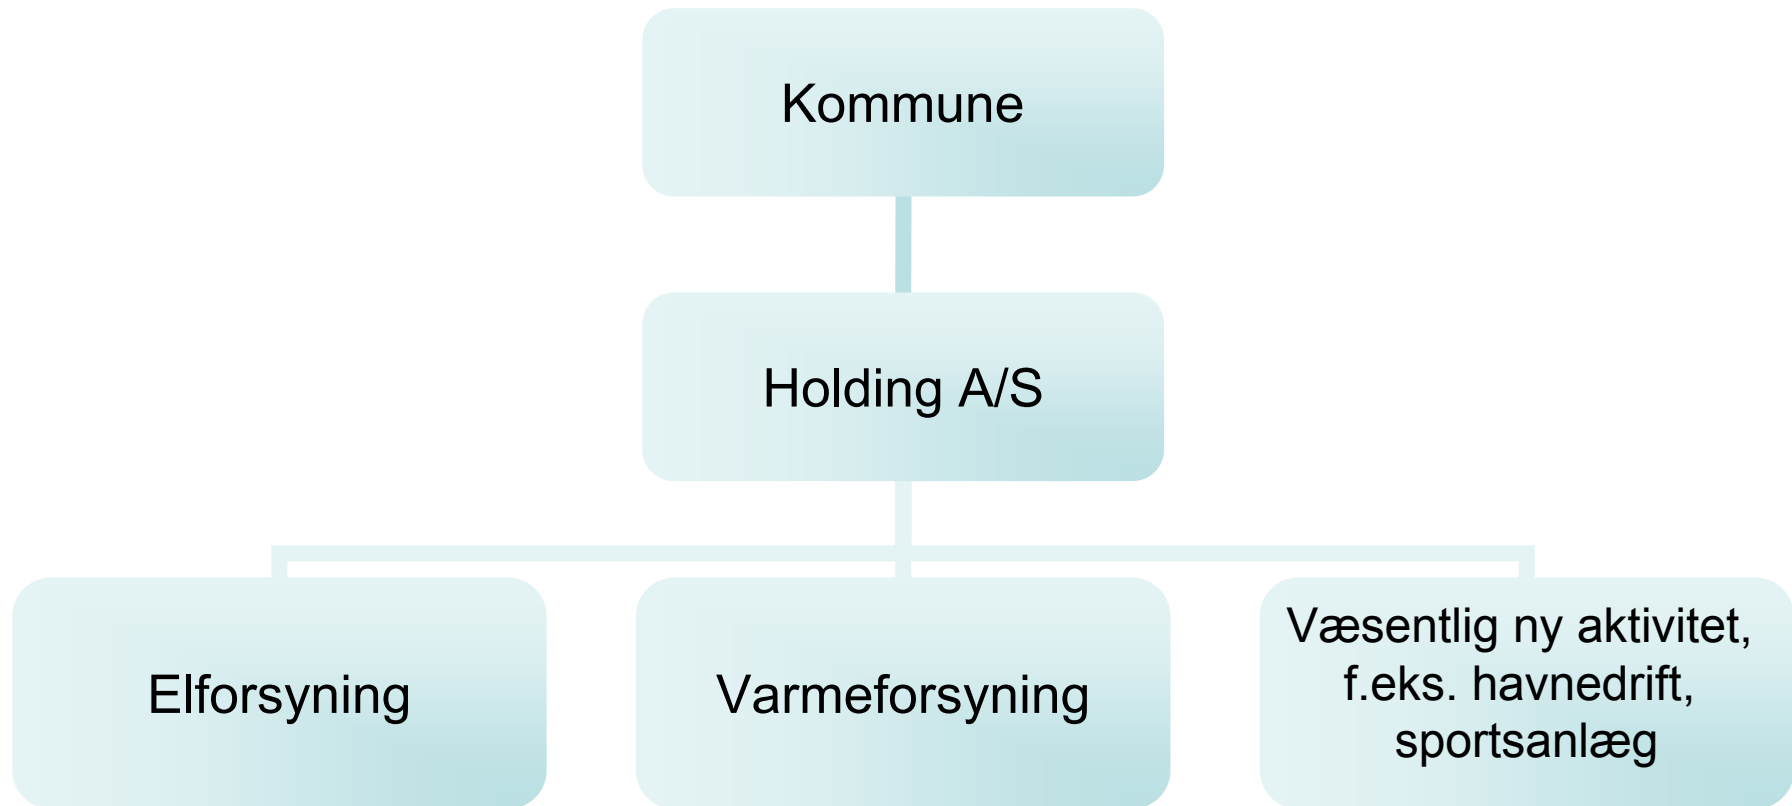 Kommune
Holding A/S
Elforsyning
Varmeforsyning
Væsentlig ny aktivitet,
f.eks. havnedrift,
sportsanlæg